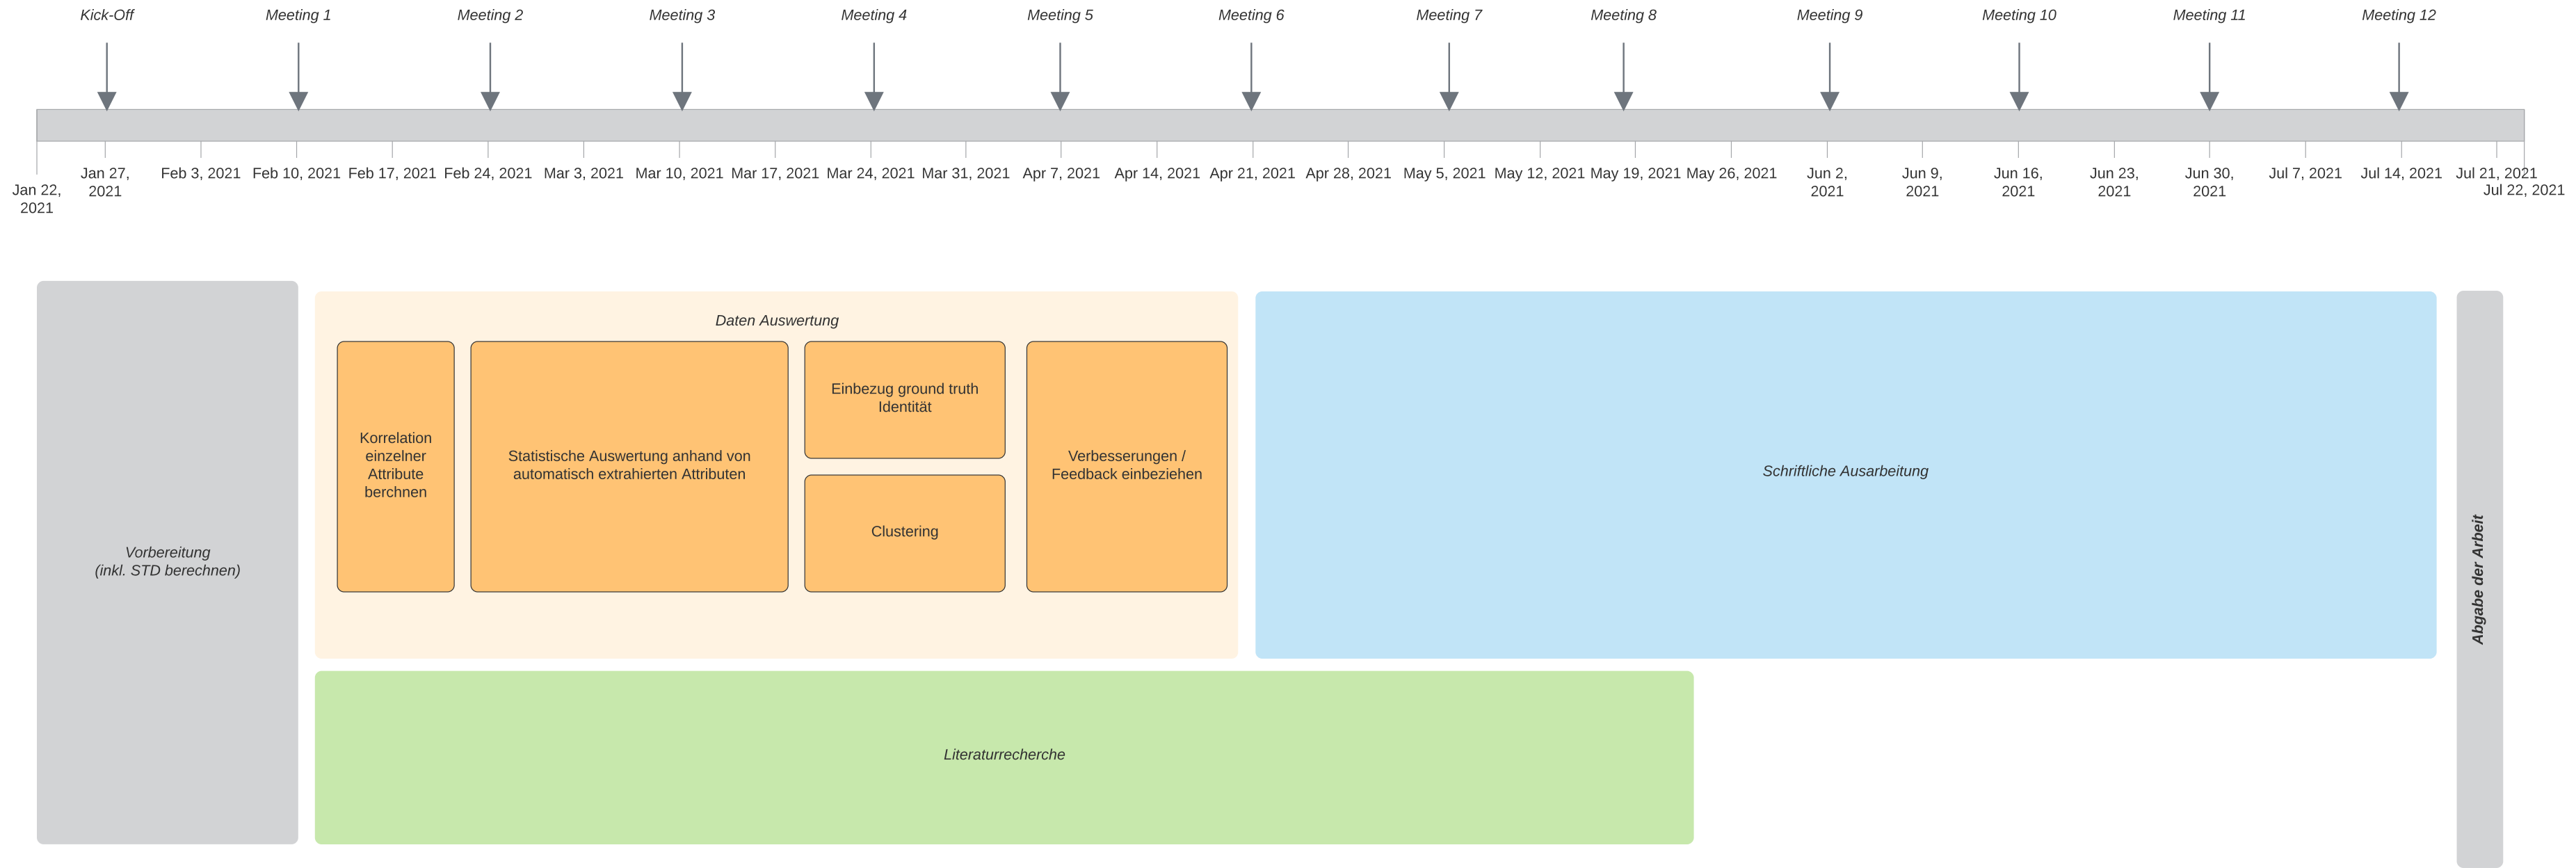 Kick-Off
Meeting 1
Meeting 2
Meeting 3
Meeting 4
Meeting 5
Meeting 6
Meeting 7
Meeting 8
Meeting 9
Meeting 10
Meeting 11
Meeting 12
Jan 22,
2021
Jan 27,
2021
Feb 3, 2021
Feb 10, 2021
Feb 17, 2021
Feb 24, 2021
Mar 3, 2021
Mar 10, 2021
Mar 17, 2021
Mar 24, 2021
Mar 31, 2021
Apr 7, 2021
Apr 14, 2021
Apr 21, 2021
Apr 28, 2021
May 5, 2021
May 12, 2021
May 19, 2021
May 26, 2021
Jun 2,
2021
Jun 9,
2021
Jun 16,
2021
Jun 23,
2021
Jun 30,
2021
Jul 7, 2021
Jul 14, 2021
Jul 21, 2021
Jul 22, 2021
Vorbereitung
(inkl. STD berechnen)
Daten Auswertung
Korrelation
einzelner
Attribute
berchnen
Statistische Auswertung anhand von
automatisch extrahierten Attributen
Einbezug ground truth
Identität
Clustering
Verbesserungen /
Feedback einbeziehen
Schriftliche Ausarbeitung
Literaturrecherche
Abgabe der Arbeit